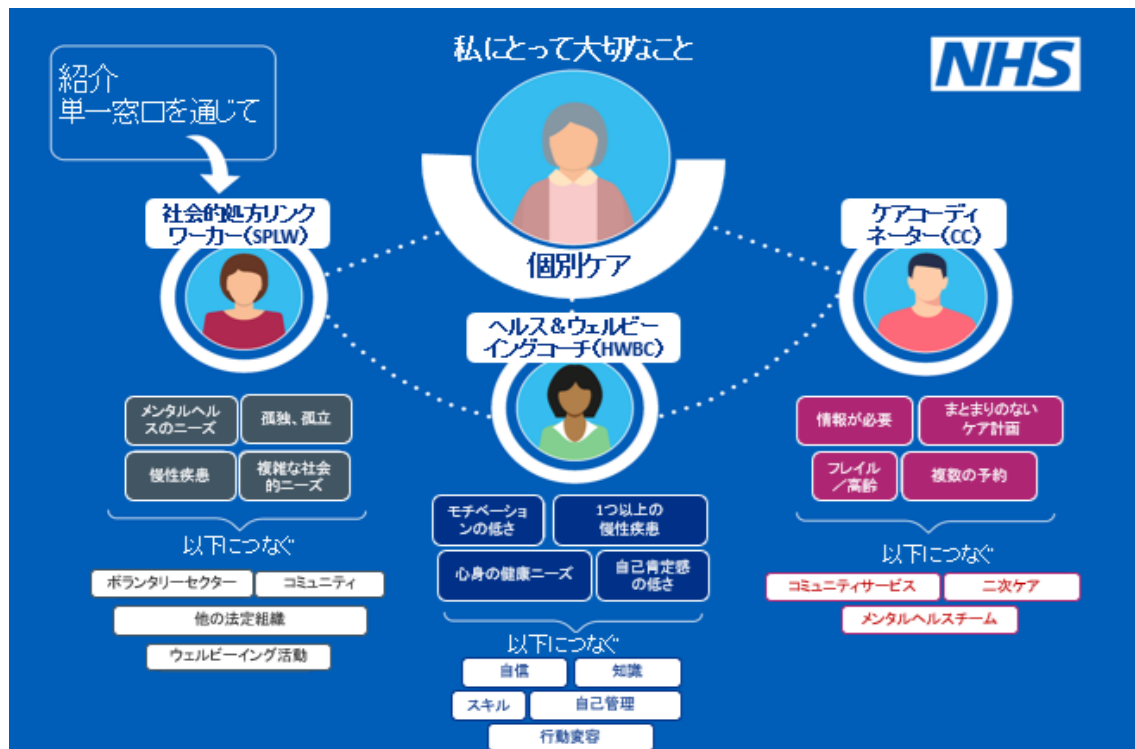 私にとって大切なこと
NHS
紹介
単一窓口を通じて
社会的処方リンク
ワーカー(SPLW)
個別ケア
ケアコーディ
ネーター(CC)
ヘルス&ウェルビー
イングコーチ(HWBC)
メンタルヘル
スのニーズ
孤独、孤立
慢性疾患
複雑な社会
的ニーズ
以下につなぐ
ボランタリーセクター
コミュニティ
他の法定組織
ウェルビーイング活動
モチベーショ
ンの低さ
1つ以上の
慢性疾患
心身の健康ニーズ
自己肯定感
の低さ
以下につなぐ
自信
知識
スキル
自己管理
行動変容
情報が必要
まとまりのない
ケア計画
フレイル
/高齢
複数の予約
以下につなぐ
コミュニティサービス
二次ケア
メンタルヘルスチーム